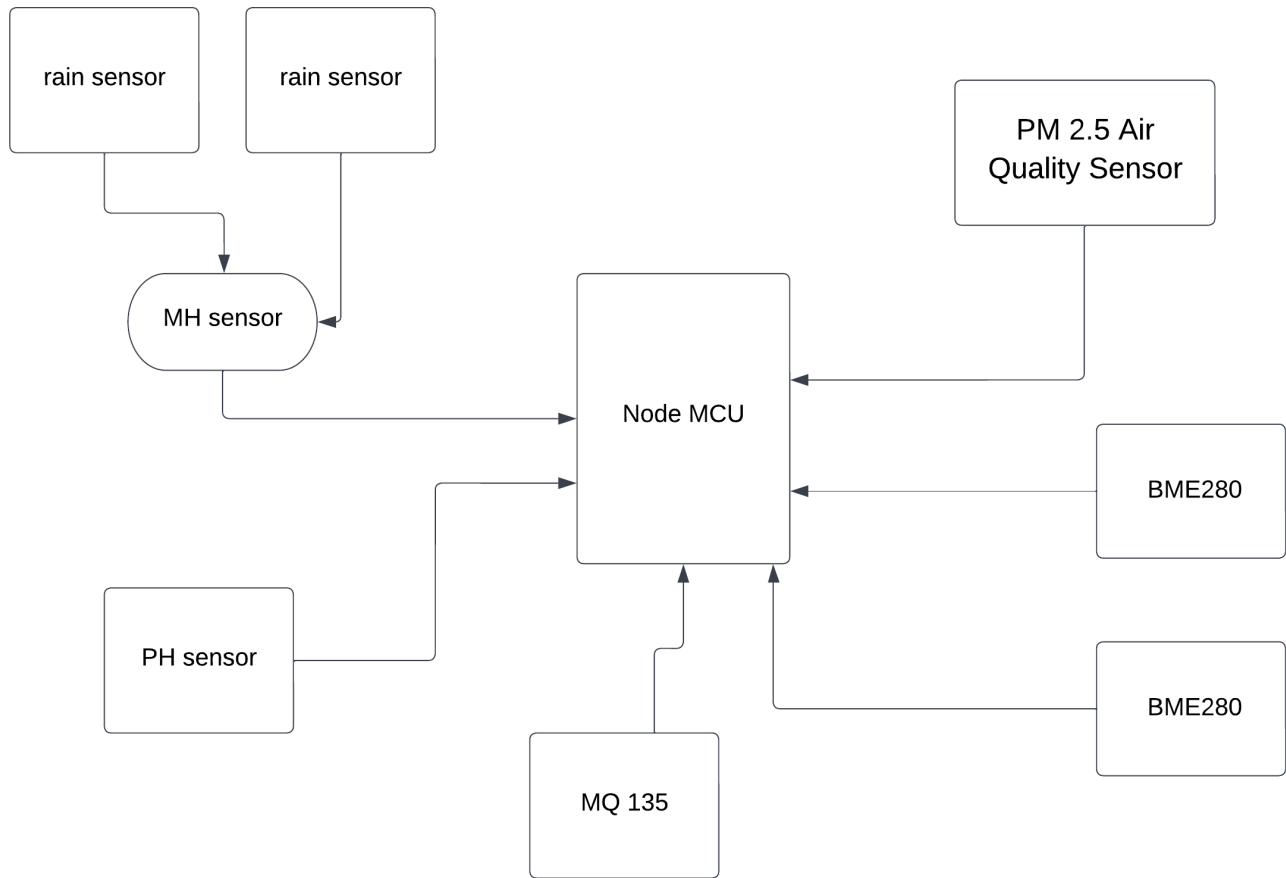 rain sensor
rain sensor
PM 2.5 Air
Quality Sensor
MH sensor
Node MCU
BME280
PH sensor
BME280
MQ 135